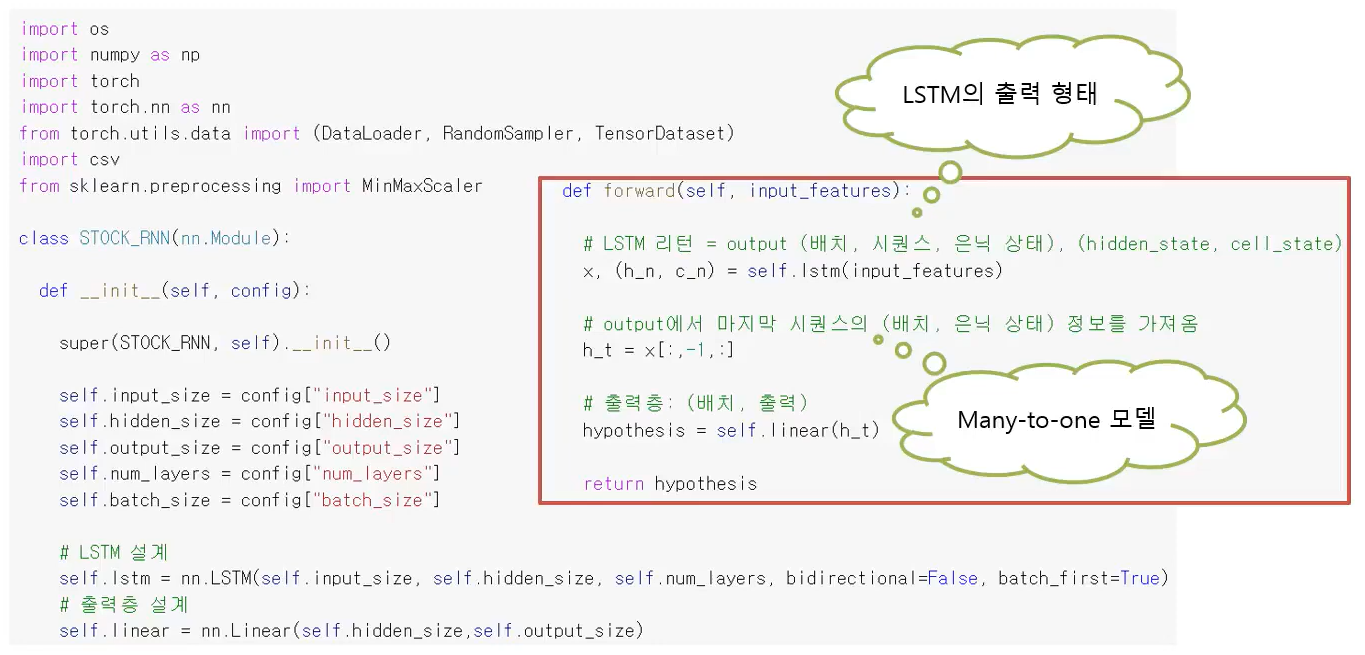 import os
import numpy as np
import torch
import torch.nn as nn
from torch.utils.data import (DataLoader, RandomSampler, TensorDataset)
import csv
from sklearn.preprocessing import MinMaxScaler
class STOCK_RNN(nn.Module):
def __init__(self, config):
super(STOCK_RNN, self).__init__()
self.input_size = config["input_size"]
self.hidden_size = config["hidden_size"]
self.output_size = config["output_size"]
self.num_layers = config["num_layers"]
self.batch_size = config["batch_size"]
# LSTM 설계
self.lstm = nn.LSTM(self.input_size, self.hidden_size, self.num_layers, bidirectional=False, batch_first=True)
# 출력층 설계
self.linear = nn.Linear(self.hidden_size,self.output_size)
LSTM의 출력 형태
def forward(self, input_features):
# LSTM 리턴 = output (배치, 시퀀스, 은닉 상태), (hidden_state, cell_state)
x, (h_n, c_n) = self.lstm(input_features)
# output에서 마지막 시퀀스의 (배치, 은닉 상태) 정보를 가져옴
h_t = x[:,-1,:]
# 출력층: (배치, 출력)
hypothesis = self.linear(h_t)
Many-to-one 모델
return hypothesis